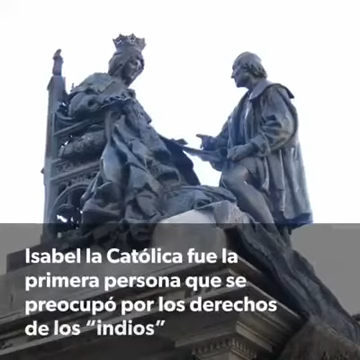 Isabel la Católica fue la
primera persona que se
preocupó por los derechos
de los “indios”